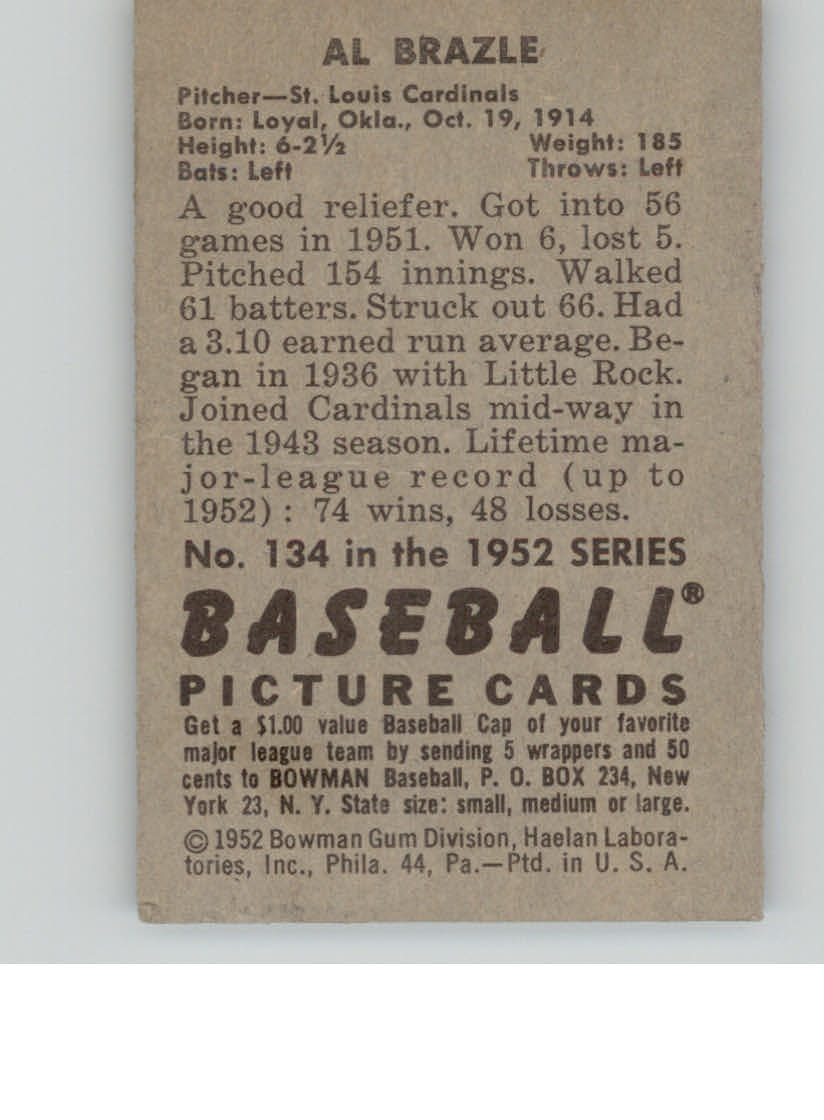 AL BRAZLE
Pitcher—St. Louis Cardinals
Born: Loyal, Okla., Oct. 19, 1914
Height: 6-2½ Weight: 185
Bats: Left Throws: Left
A good reliefer. Got into 56
games in 1951. Won 6, lost 5.
Pitched 154 innings. Walked
61 batters. Struck out 66. Had
a 3.10 earned run average. Be-
gan in 1936 with Little Rock.
Joined Cardinals mid-way in
the 1943 season. Lifetime ma-
jor-league record (up to
1952): 74 wins, 48 losses.
No. 134 in the 1952 SERIES
BASEBALL®
PICTURE CARDS
Get a $1.00 value Baseball Cap of your favorite
major league team by sending 5 wrappers and 50
cents to BOWMAN Baseball, P. O. BOX 234, New
York 23, N. Y. State size: small, medium or large.
© 1952 Bowman Gum Division, Haelan Labora-
tories, Inc., Phila. 44, Pa.—Ptd. in U. S. A.